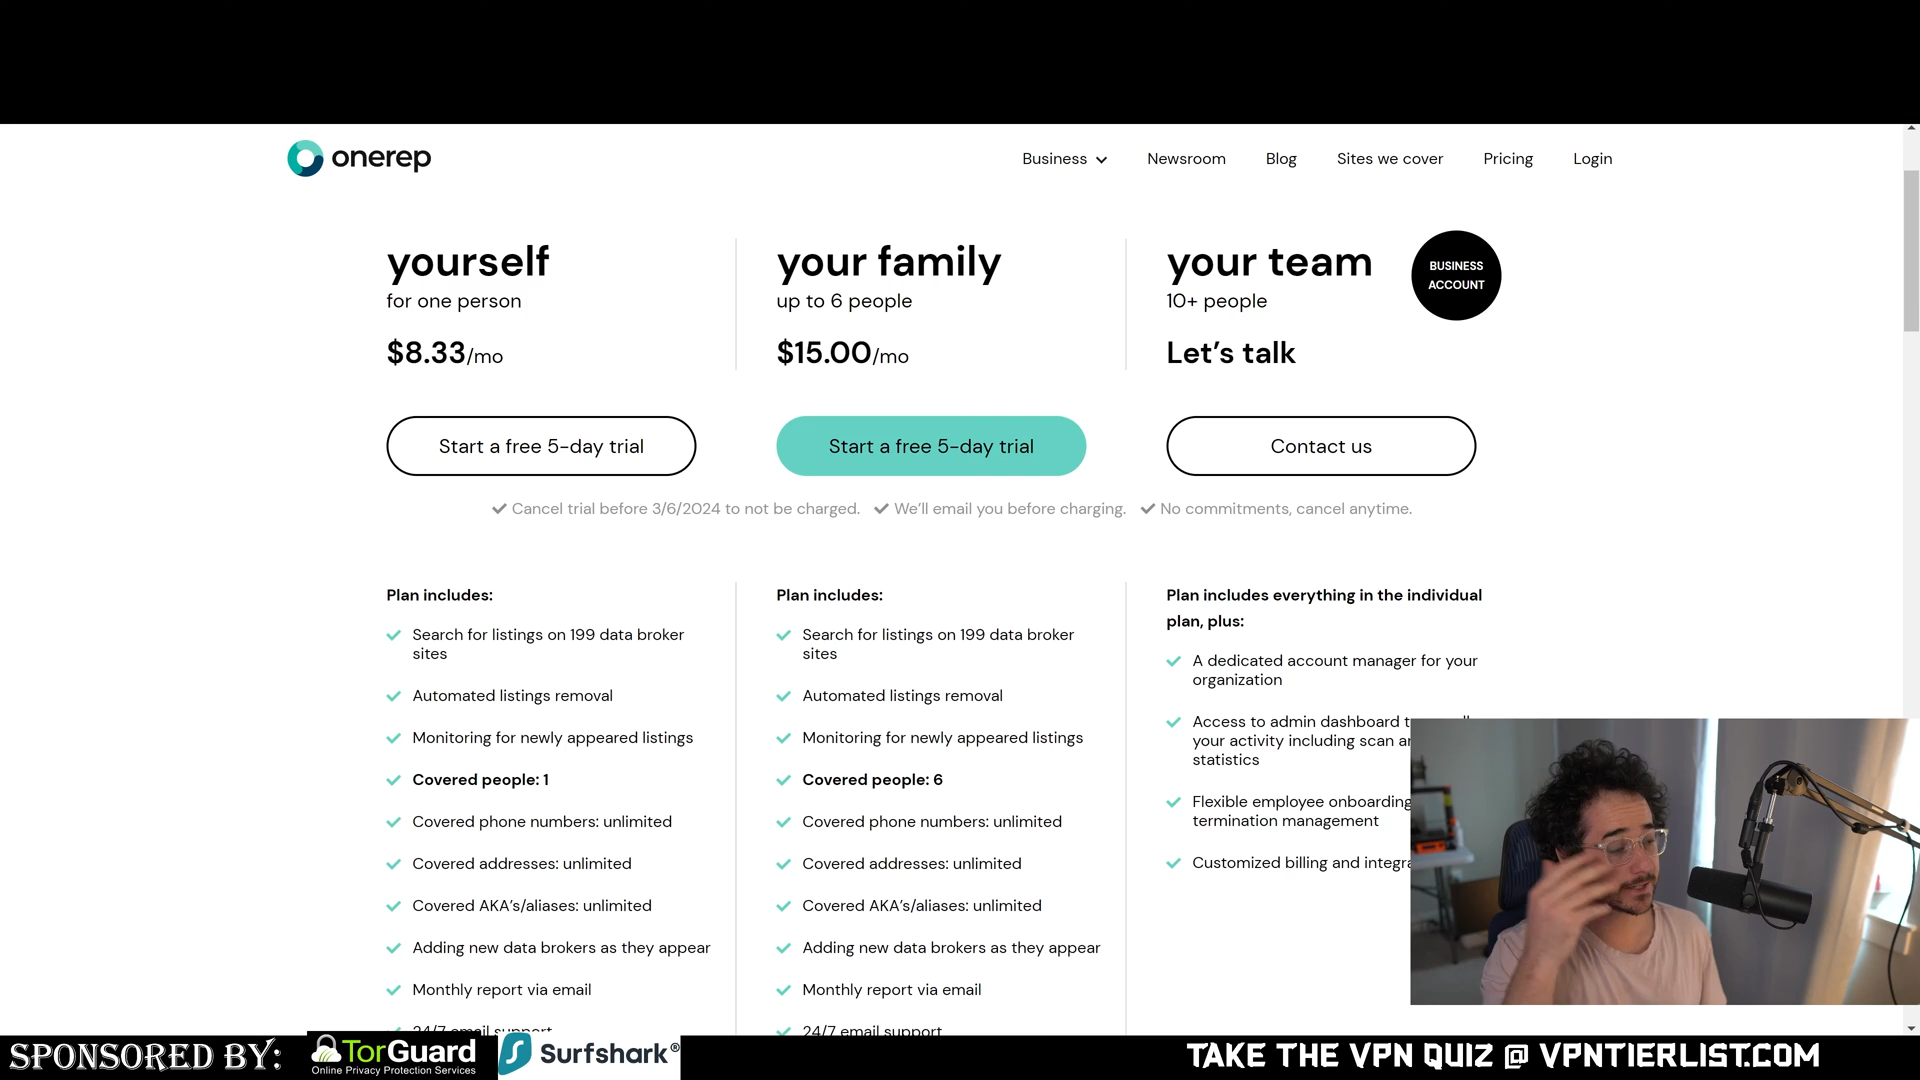 onerep
Business
Newsroom
Blog
Sites we cover
Pricing
Login
yourself
for one person
$8.33/mo
Start a free 5-day trial
your family
up to 6 people
$15.00/mo
Start a free 5-day trial
your team
10+ people
Let's talk
BUSINESS
ACCOUNT
Contact us
Cancel trial before 3/6/2024 to not be charged.
We'll email you before charging.
No commitments, cancel anytime.
Plan includes:
Search for listings on 199 data broker
sites
Automated listings removal
Monitoring for newly appeared listings
Covered people: 1
Covered phone numbers: unlimited
Covered addresses: unlimited
Covered AKA's/aliases: unlimited
Adding new data brokers as they appear
Monthly report via email
24/7 email support
Plan includes:
Search for listings on 199 data broker
sites
Automated listings removal
Monitoring for newly appeared listings
Covered people: 6
Covered phone numbers: unlimited
Covered addresses: unlimited
Covered AKA's/aliases: unlimited
Adding new data brokers as they appear
Monthly report via email
24/7 email support
Plan includes everything in the individual
plan, plus:
A dedicated account manager for your
organization
Access to admin dashboard
your activity including scan
statistics
Flexible employee onboarding
termination management
Customized billing and
SPONSORED BY:
TorGuard
Online Privacy Protection Services
Surfshark®
TAKE THE VPN QUIZ @ VPNTIERLIST.COM